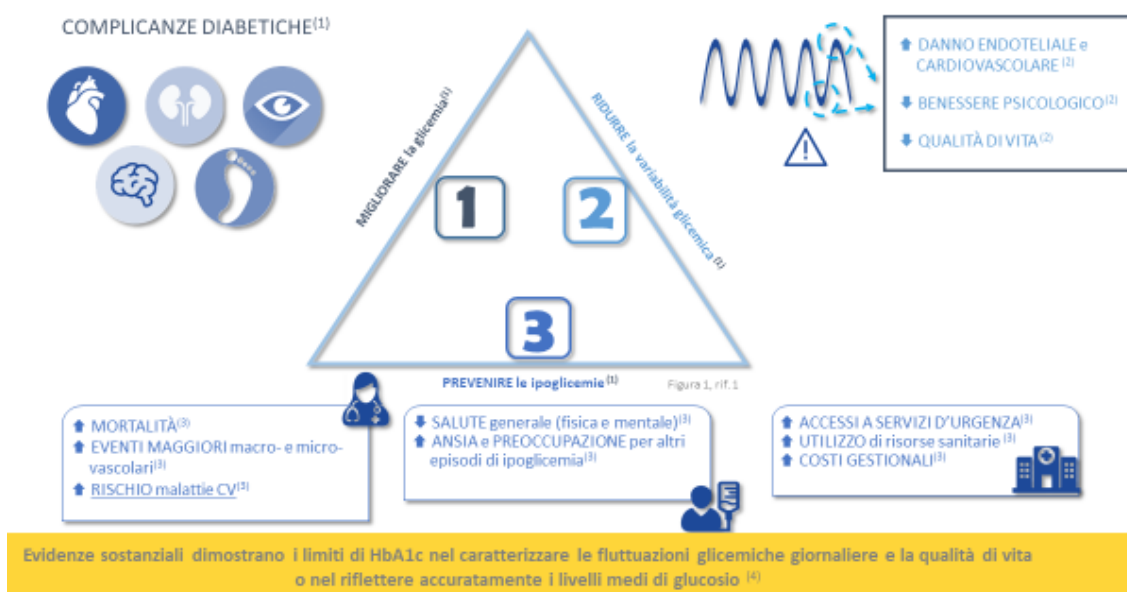 COMPLICANZE DIABETICHE(1)
MIGLIORARE la glicemia(1)
RIDURRE la variabilità glicemica (1)
DANNO ENDOTELIALE e
CARDIOVASCOLARE (2)
BENESSERE PSICOLOGICO(2)
QUALITÀ DI VITA(2)
1
2
3
PREVENIRE le ipoglicemie(1)
Figura 1, rif. 1
MORTALITÀ(3)
EVENTI MAGGIORI macro- e micro-
vascolari(3)
RISCHIO malattie CV(3)
SALUTE generale (fisica e mentale)(3)
ANSIA e PREOCCUPAZIONE per altri
episodi di ipoglicemia(3)
ACCESSI A SERVIZI D'URGENZA(3)
UTILIZZO di risorse sanitarie (3)
COSTI GESTIONALI(3)
Evidenze sostanziali dimostrano i limiti di HbA1c nel caratterizzare le fluttuazioni glicemiche giornaliere e la qualità di vita
o nel riflettere accuratamente i livelli medi di glucosio (4)